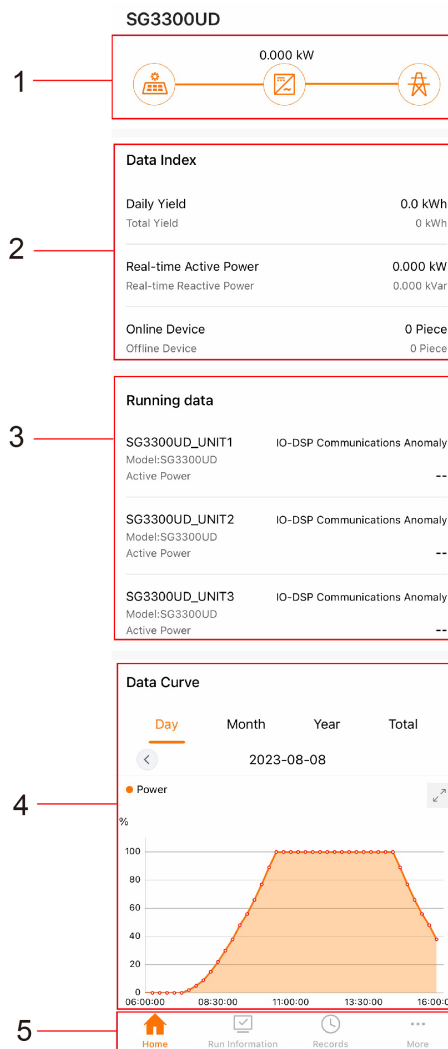 SG3300UD
1
0.000 kW
2
Data Index
Daily Yield 0.0 kWh
Total Yield 0 kWh
Real-time Active Power 0.000 kW
Real-time Reactive Power 0.000 kVar
Online Device 0 Piece
Offline Device 0 Piece
3
Running data
SG3300UD_UNIT1 IO-DSP Communications Anomaly
Model:SG3300UD
Active Power --
SG3300UD_UNIT2 IO-DSP Communications Anomaly
Model:SG3300UD
Active Power --
SG3300UD_UNIT3 IO-DSP Communications Anomaly
Model:SG3300UD
Active Power --
4
Data Curve
Day Month Year Total
2023-08-08
Power
%
100
80
60
40
20
0
06:00:00 08:30:00 11:00:00 13:30:00 16:00:0
5
Home Run Information Records More